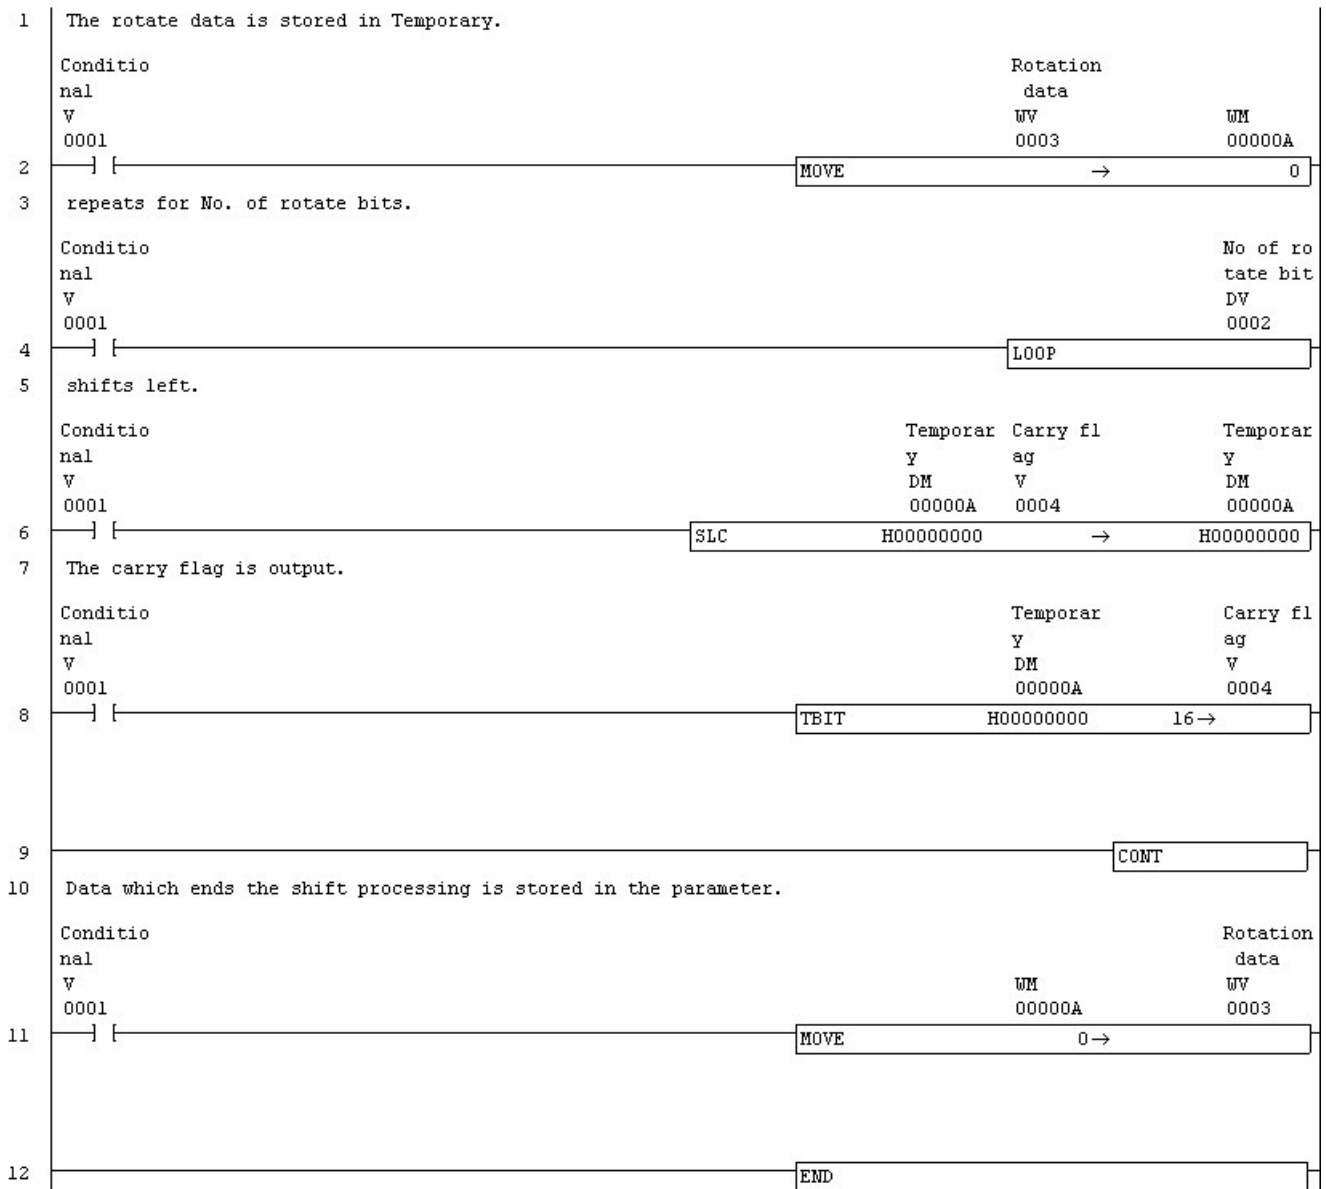 1 The rotate data is stored in Temporary.
Conditio Rotation
nal data
V WV WM
0001 0003 00000A
2 MOVE → 0
3 repeats for No. of rotate bits.
Conditio No of ro
nal tate bit
V DV
0001 0002
4 LOOP
5 shifts left.
Conditio Temporar Carry fl Temporar
nal y ag y
V DM V DM
0001 00000A 0004 00000A
6 SLC H00000000 → H00000000
7 The carry flag is output.
Conditio Temporar Carry fl
nal y ag
V DM V
0001 00000A 0004
8 TBIT H00000000 16→
9 CONT
10 Data which ends the shift processing is stored in the parameter.
Conditio Rotation
nal data
V WM WV
0001 00000A 0003
11 MOVE 0→
12 END